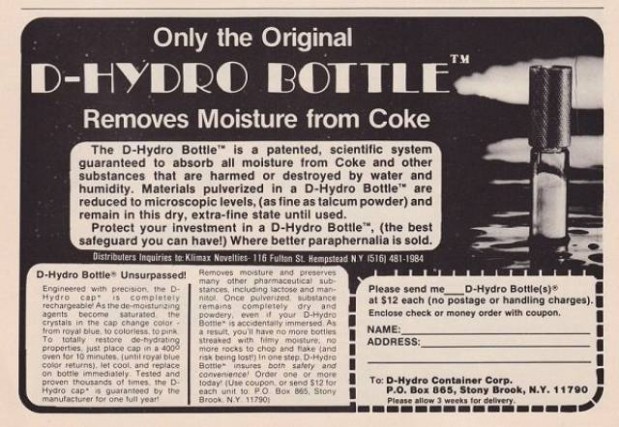 Only the Original
D-HYDRO BOTTLE™
Removes Moisture from Coke
The D-Hydro Bottle™ is a patented, scientific system
guaranteed to absorb all moisture from Coke and other
substances that are harmed or destroyed by water and
humidity. Materials pulverized in a D-Hydro Bottle™ are
reduced to microscopic levels, (as fine as talcum powder) and
remain in this dry, extra-fine state until used.
Protect your investment in a D-Hydro Bottle™, (the best
safeguard you can have!) Where better paraphernalia is sold.
Distributers Inquiries to: Klimax Novelties- 116 Fulton St. Hempstead N Y (516) 481-1984
D-Hydro Bottle® Unsurpassed!
Engineered with precision, the D-
Hydro cap® is completely
rechargeable! As the de-moisturizing
agents become saturated, the
crystals in the cap change color -
from royal blue, to colorless, to pink.
To totally restore de-hydrating
properties, just place cap in a 400º
oven for 10 minutes, (until royal blue
color returns), let cool, and replace
on bottle immediately. Tested and
proven thousands of times, the D-
Hydro Cap® is guaranteed by the
manufacturer for one full year!
Removes moisture and preserves
many other pharmaceutical sub-
stances, including lactose and man-
nitol. Once pulverized, substance
remains completely dry and
powdery, even if your D-Hydro
Bottle® is accidentally immersed. As
a result, you'll have no more bottles
streaked with filmy moisture, no
more rocks to chop and flake (and
risk being lost!) In one step, D-Hydro
Bottle® insures both safety and
convenience! Order one or more
today! (Use coupon, or send $12 for
each unit to: P.O. Box 865, Stony
Brook, N.Y. 11790)
Please send me____D-Hydro Bottle(s)®
at $12 each (no postage or handling charges).
Enclose check or money order with coupon.
NAME:
ADDRESS:
To: D-Hydro Container Corp.
P.O. Box 865, Stony Brook, N.Y. 11790
Please allow 3 weeks for delivery.